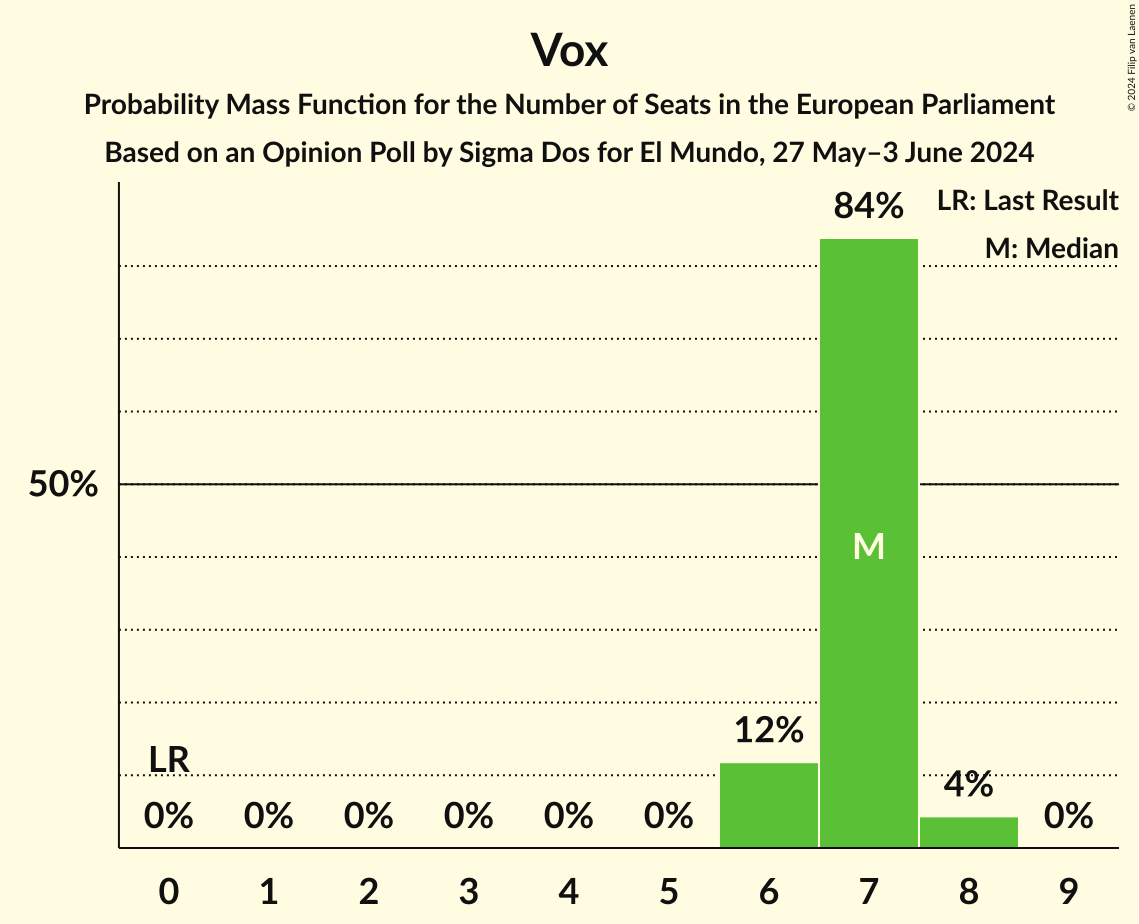 Vox
Probability Mass Function for the Number of Seats in the European Parliament
Based on an Opinion Poll by Sigma Dos for El Mundo, 27 May–3 June 2024
© 2024 Filip van Laenen
LR: Last Result
M: Median
84%
50%
M
12%
LR
4%
0% 0% 0% 0% 0% 0% 0%
0 1 2 3 4 5 6 7 8 9